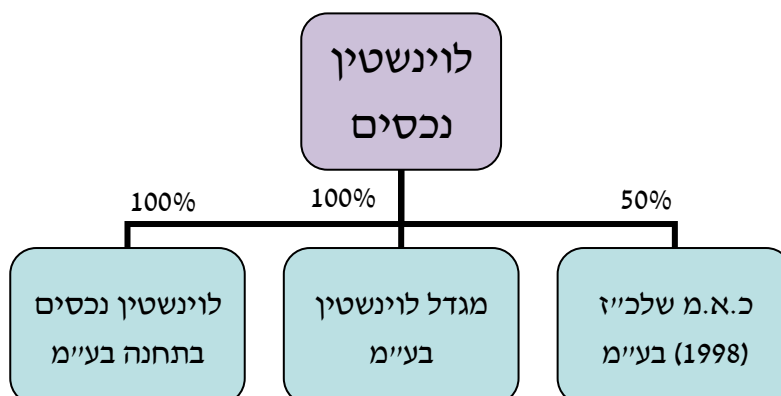 לוינשטין
נכסים
50%
100%
100%
כ.א.מ שלכ״ז
(1998) בע״מ
מגדל לוינשטין
בע״מ
לוינשטין נכסים
בתחנה בע״מ